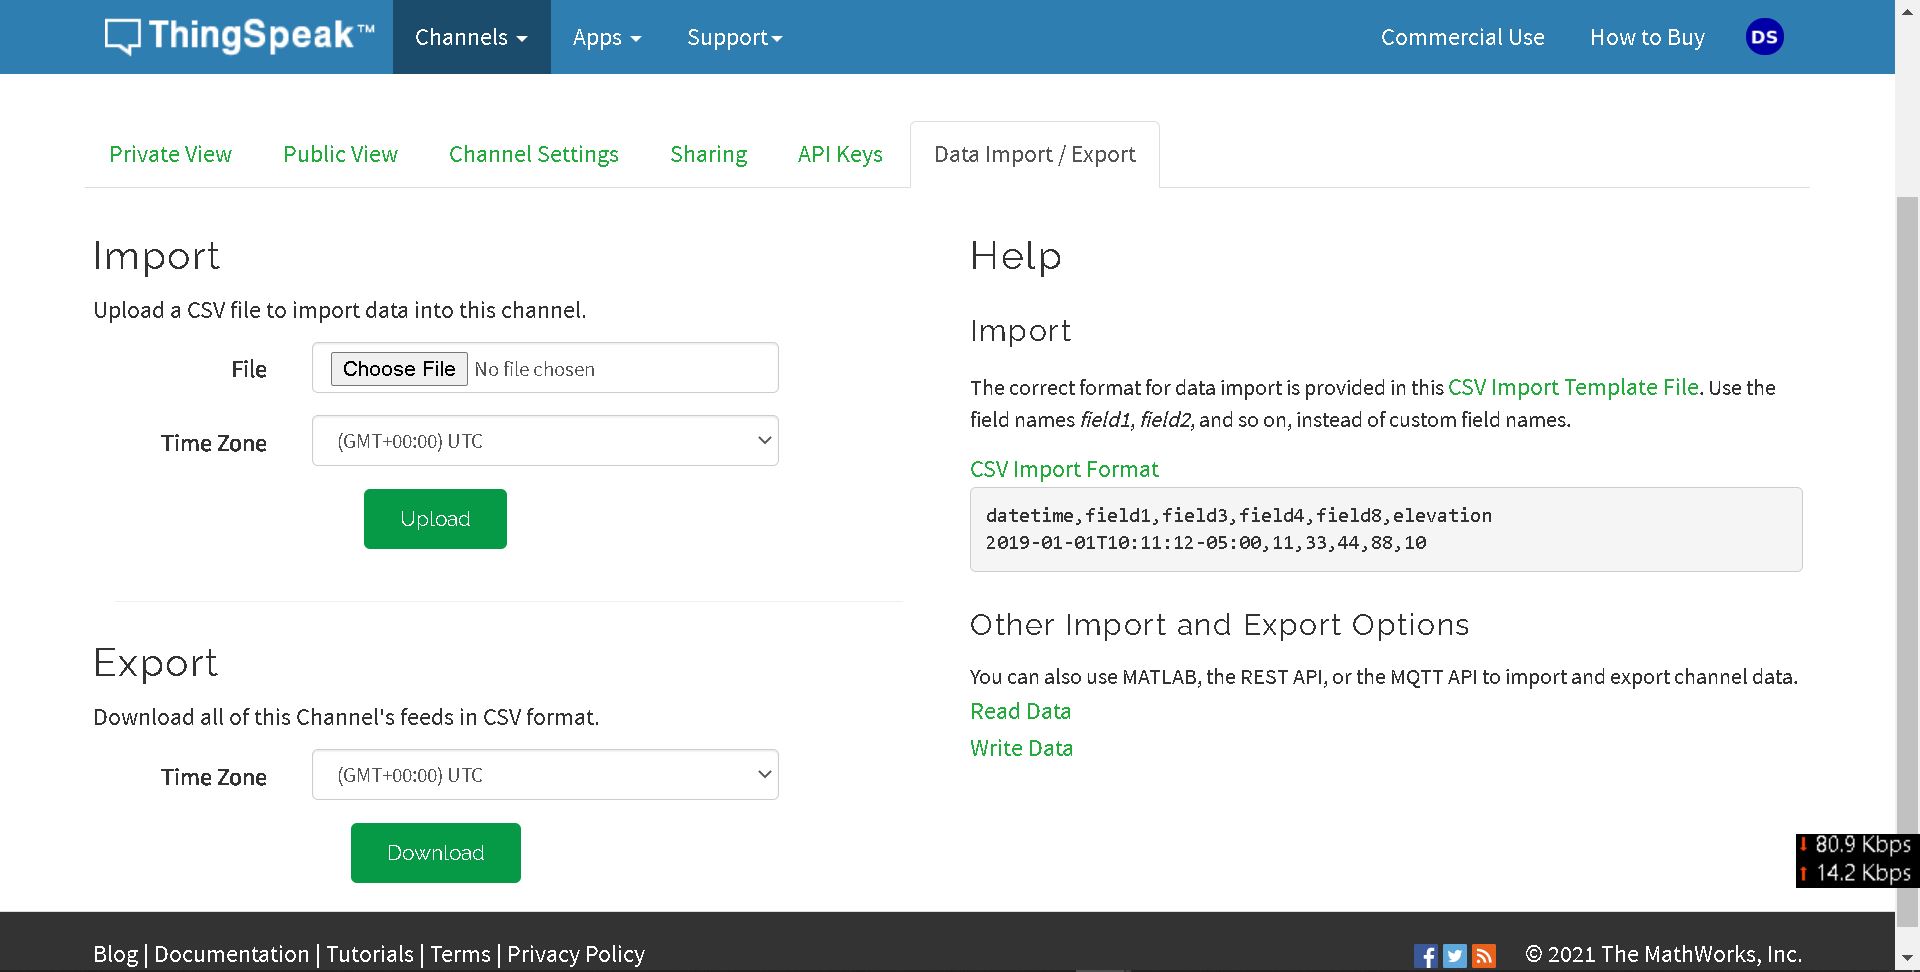 ThingSpeak™ Channels Apps Support Commercial Use How to Buy DS
Private View Public View Channel Settings Sharing API Keys Data Import / Export
Import
Upload a CSV file to import data into this channel.
File Choose File No file chosen
Time Zone (GMT+00:00) UTC
Upload
Export
Download all of this Channel's feeds in CSV format.
Time Zone (GMT+00:00) UTC
Download
Help
Import
The correct format for data import is provided in this CSV Import Template File. Use the
field names field1, field2, and so on, instead of custom field names.
CSV Import Format
datetime,field1,field3,field4,field8,elevation
2019-01-01T10:11:12-05:00,11,33,44,88,10
Other Import and Export Options
You can also use MATLAB, the REST API, or the MQTT API to import and export channel data.
Read Data
Write Data
80.9 Kbps
14.2 Kbps
Blog | Documentation | Tutorials | Terms | Privacy Policy © 2021 The MathWorks, Inc.